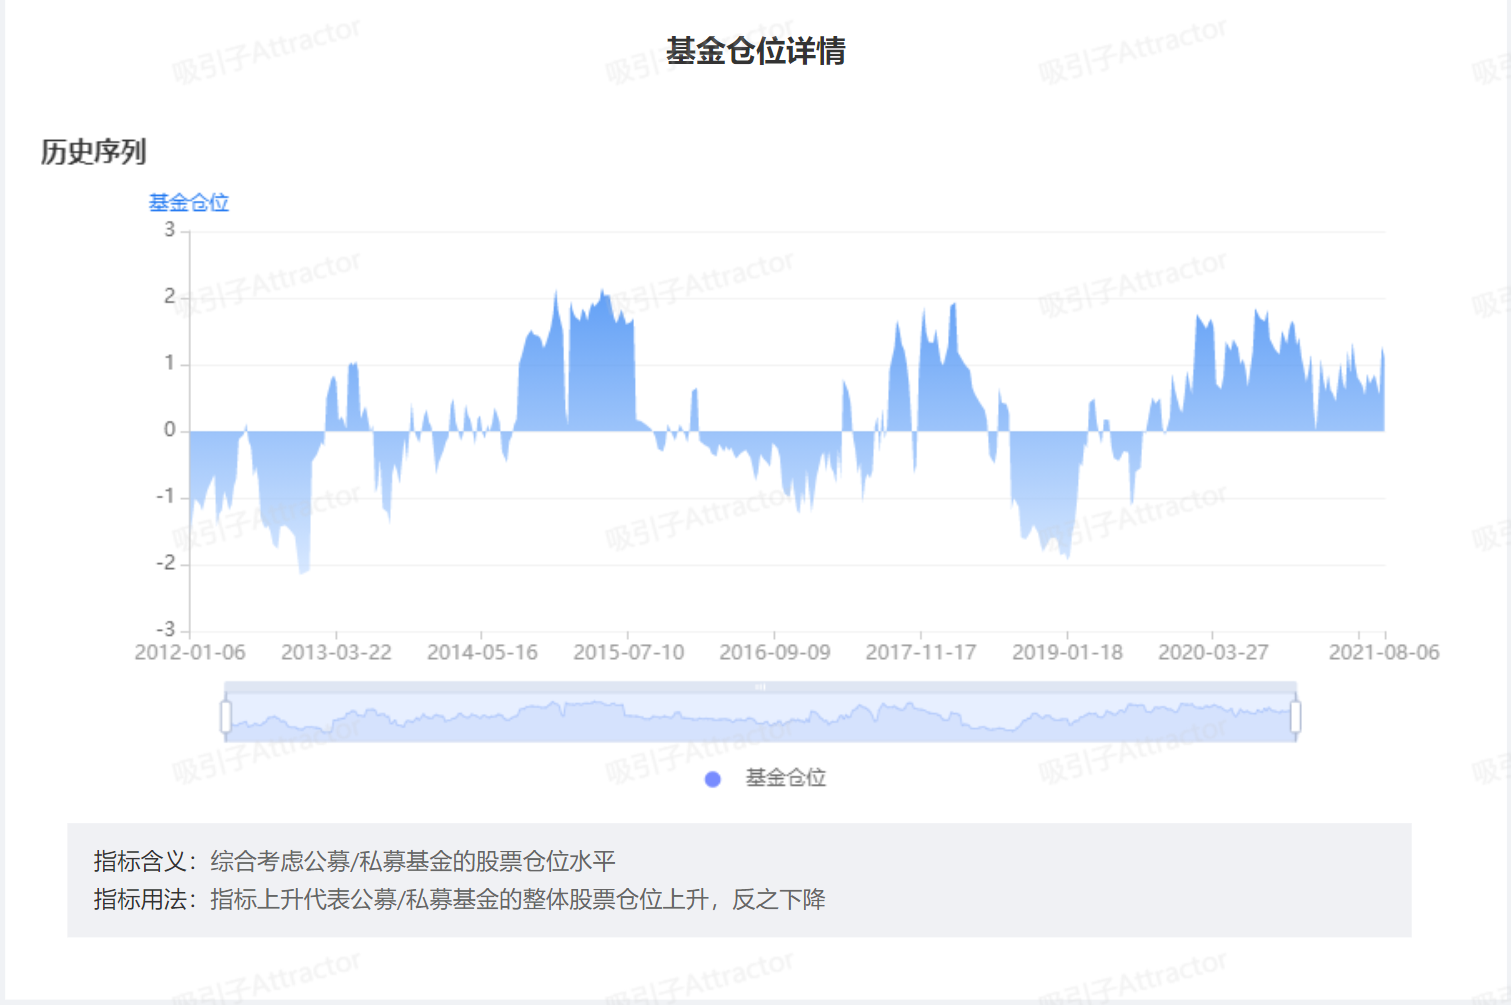 基金仓位详情
历史序列
基金仓位
3
2
1
0
-1
-2
-3
2012-01-06 2013-03-22 2014-05-16 2015-07-10 2016-09-09 2017-11-17 2019-01-18 2020-03-27 2021-08-06
基金仓位
指标含义：综合考虑公募/私募基金的股票仓位水平
指标用法：指标上升代表公募/私募基金的整体股票仓位上升，反之下降
吸引子Attractor